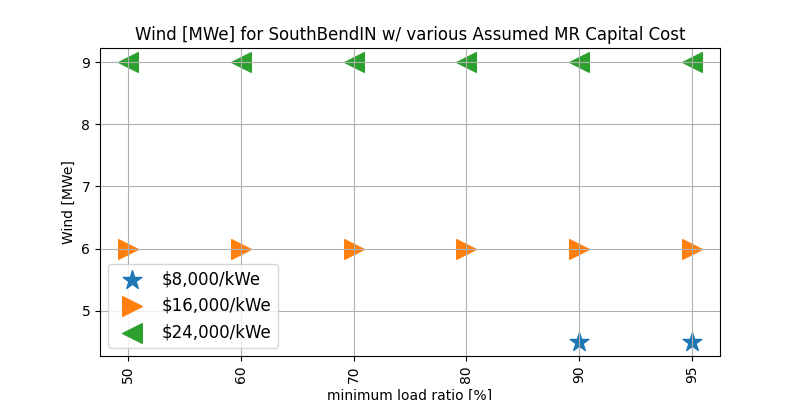 Wind [MWe] for SouthBendIN w/ various Assumed MR Capital Cost
Wind [MWe]
9
8
7
6
5
$8,000/kWe
$16,000/kWe
$24,000/kWe
50
60
70
80
90
95
minimum load ratio [%]